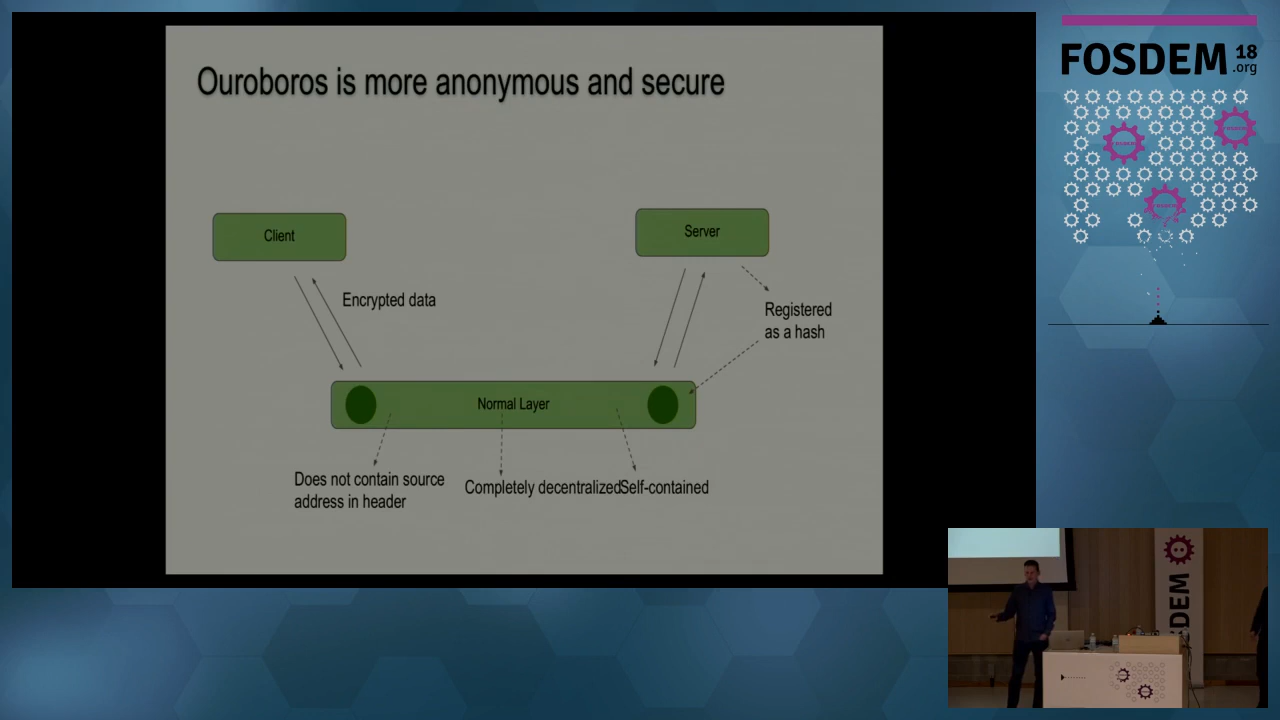 Ouroboros is more anonymous and secure
Client
Server
Encrypted data
Registered
as a hash
Normal Layer
Does not contain source
address in header
Completely decentralized
Self-contained
FOSDEM 18
.org
DEM